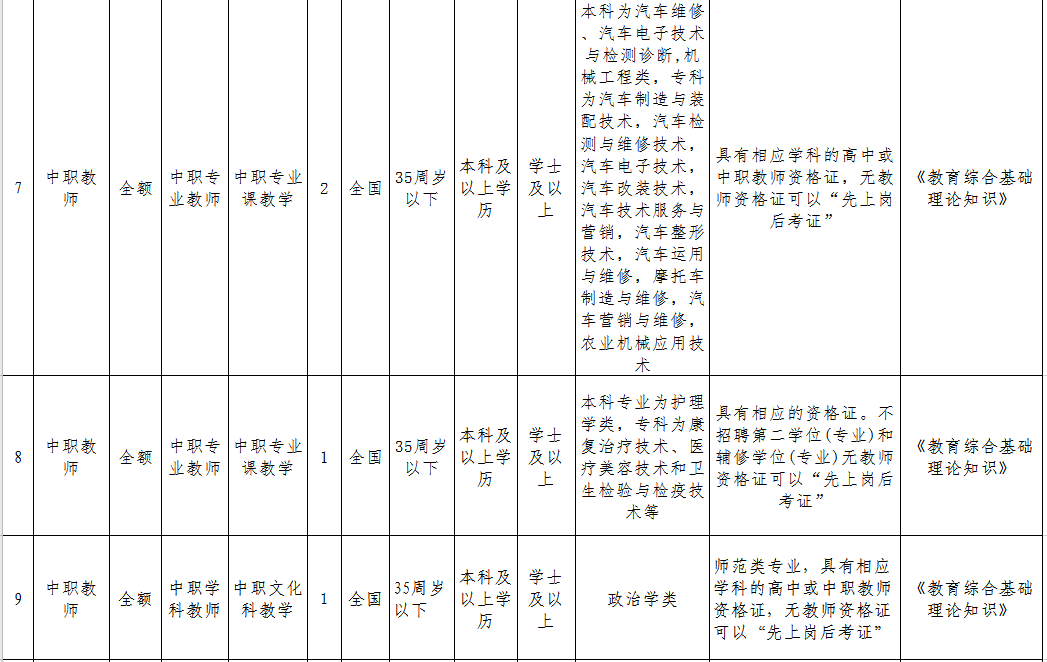 7
中职教
师
全额
中职专
业教师
中职专业
课教学
2
全国
35周岁
以下
本科及
以上学
历
学士
及以
上
本科为汽车维修
、汽车电子技术
与检测诊断,机
械工程类，专科
为汽车制造与装
配技术，汽车检
测与维修技术，
汽车电子技术，
汽车改装技术，
汽车技术服务与
营销，汽车整形
技术，汽车运用
与维修，摩托车
制造与维修，汽
车营销与维修，
农业机械应用技
术
具有相应学科的高中或
中职教师资格证，无教
师资格证可以“先上岗
后考证”
《教育综合基础
理论知识》
8
中职教
师
全额
中职专
业教师
中职专业
课教学
1
全国
35周岁
以下
本科及
以上学
历
学士
及以
上
本科专业为护理
学类，专科为康
复治疗技术、医
疗美容技术和卫
生检验与检疫技
术等
具有相应的资格证。不
招聘第二学位(专业)和
辅修学位(专业)无教师
资格证可以“先上岗后
考证”
《教育综合基础
理论知识》
9
中职教
师
全额
中职学
科教师
中职文化
科教学
1
全国
35周岁
以下
本科及
以上学
历
学士
及以
上
政治学类
师范类专业，具有相应
学科的高中或中职教师
资格证，无教师资格证
可以“先上岗后考证”
《教育综合基础
理论知识》